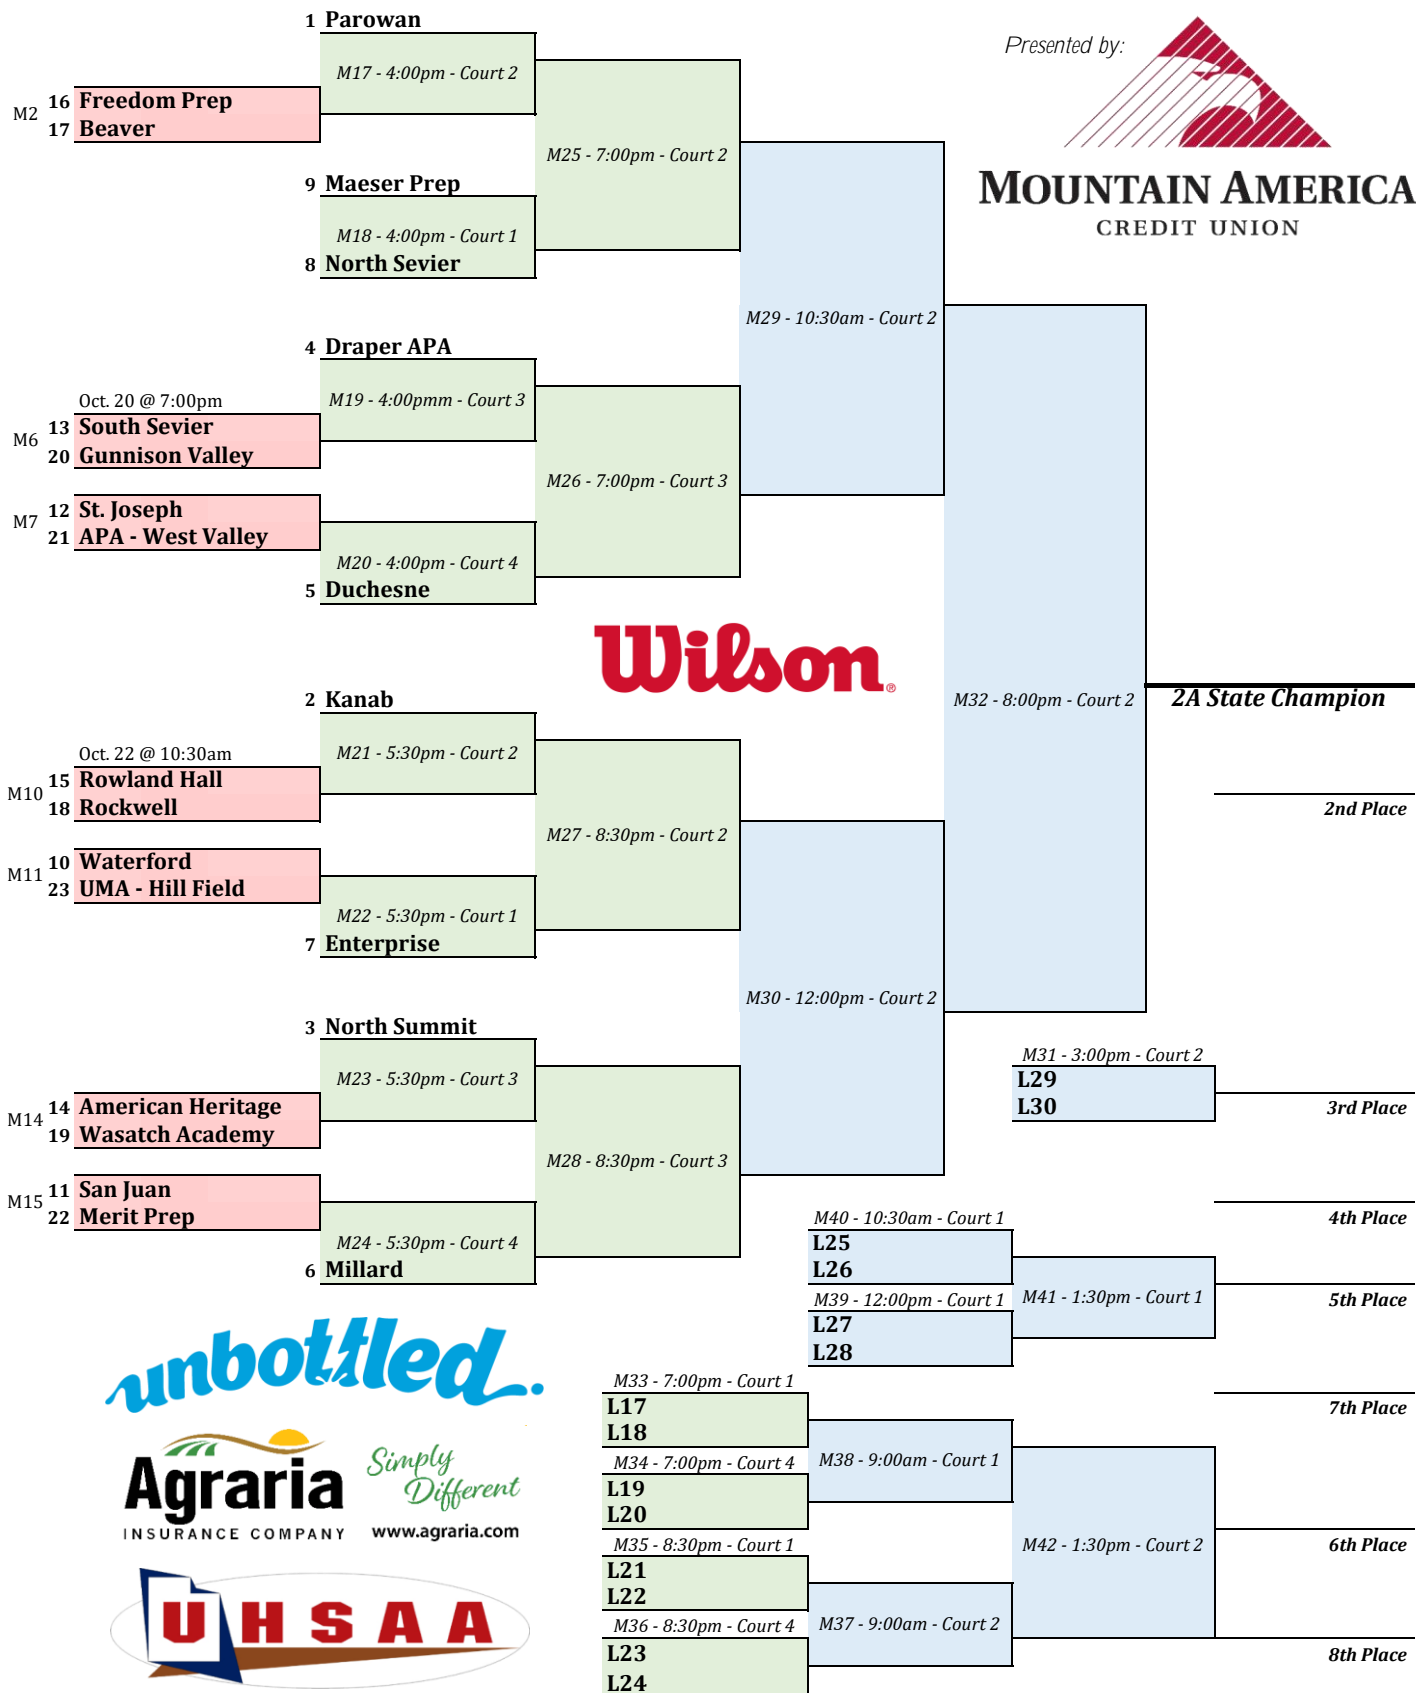 1 Parowan
Presented by:
M17 - 4:00pm - Court 2
M2
16 Freedom Prep
17 Beaver
M25 - 7:00pm - Court 2
MOUNTAIN AMERICA
CREDIT UNION
9 Maeser Prep
M18 - 4:00pm - Court 1
8 North Sevier
M29 - 10:30am - Court 2
4 Draper APA
M19 - 4:00pmm - Court 3
Oct. 20 @ 7:00pm
M6
13 South Sevier
20 Gunnison Valley
M26 - 7:00pm - Court 3
M7
12 St. Joseph
21 APA - West Valley
M20 - 4:00pm - Court 4
5 Duchesne
Wilson®
M32 - 8:00pm - Court 2
2A State Champion
2 Kanab
M21 - 5:30pm - Court 2
Oct. 22 @ 10:30am
M10
15 Rowland Hall
18 Rockwell
2nd Place
M27 - 8:30pm - Court 2
M11
10 Waterford
23 UMA - Hill Field
M22 - 5:30pm - Court 1
7 Enterprise
M30 - 12:00pm - Court 2
3 North Summit
M23 - 5:30pm - Court 3
M31 - 3:00pm - Court 2
L29
L30
3rd Place
M14
14 American Heritage
19 Wasatch Academy
M28 - 8:30pm - Court 3
M15
11 San Juan
22 Merit Prep
M24 - 5:30pm - Court 4
6 Millard
4th Place
M40 - 10:30am - Court 1
L25
L26
M41 - 1:30pm - Court 1
5th Place
M39 - 12:00pm - Court 1
L27
L28
unbottled.
7th Place
M33 - 7:00pm - Court 1
L17
L18
M38 - 9:00am - Court 1
M34 - 7:00pm - Court 4
L19
L20
Agraria
INSURANCE COMPANY
Simply
Different
www.agraria.com
M42 - 1:30pm - Court 2
6th Place
M35 - 8:30pm - Court 1
L21
L22
M37 - 9:00am - Court 2
M36 - 8:30pm - Court 4
L23
L24
8th Place
UHSAA